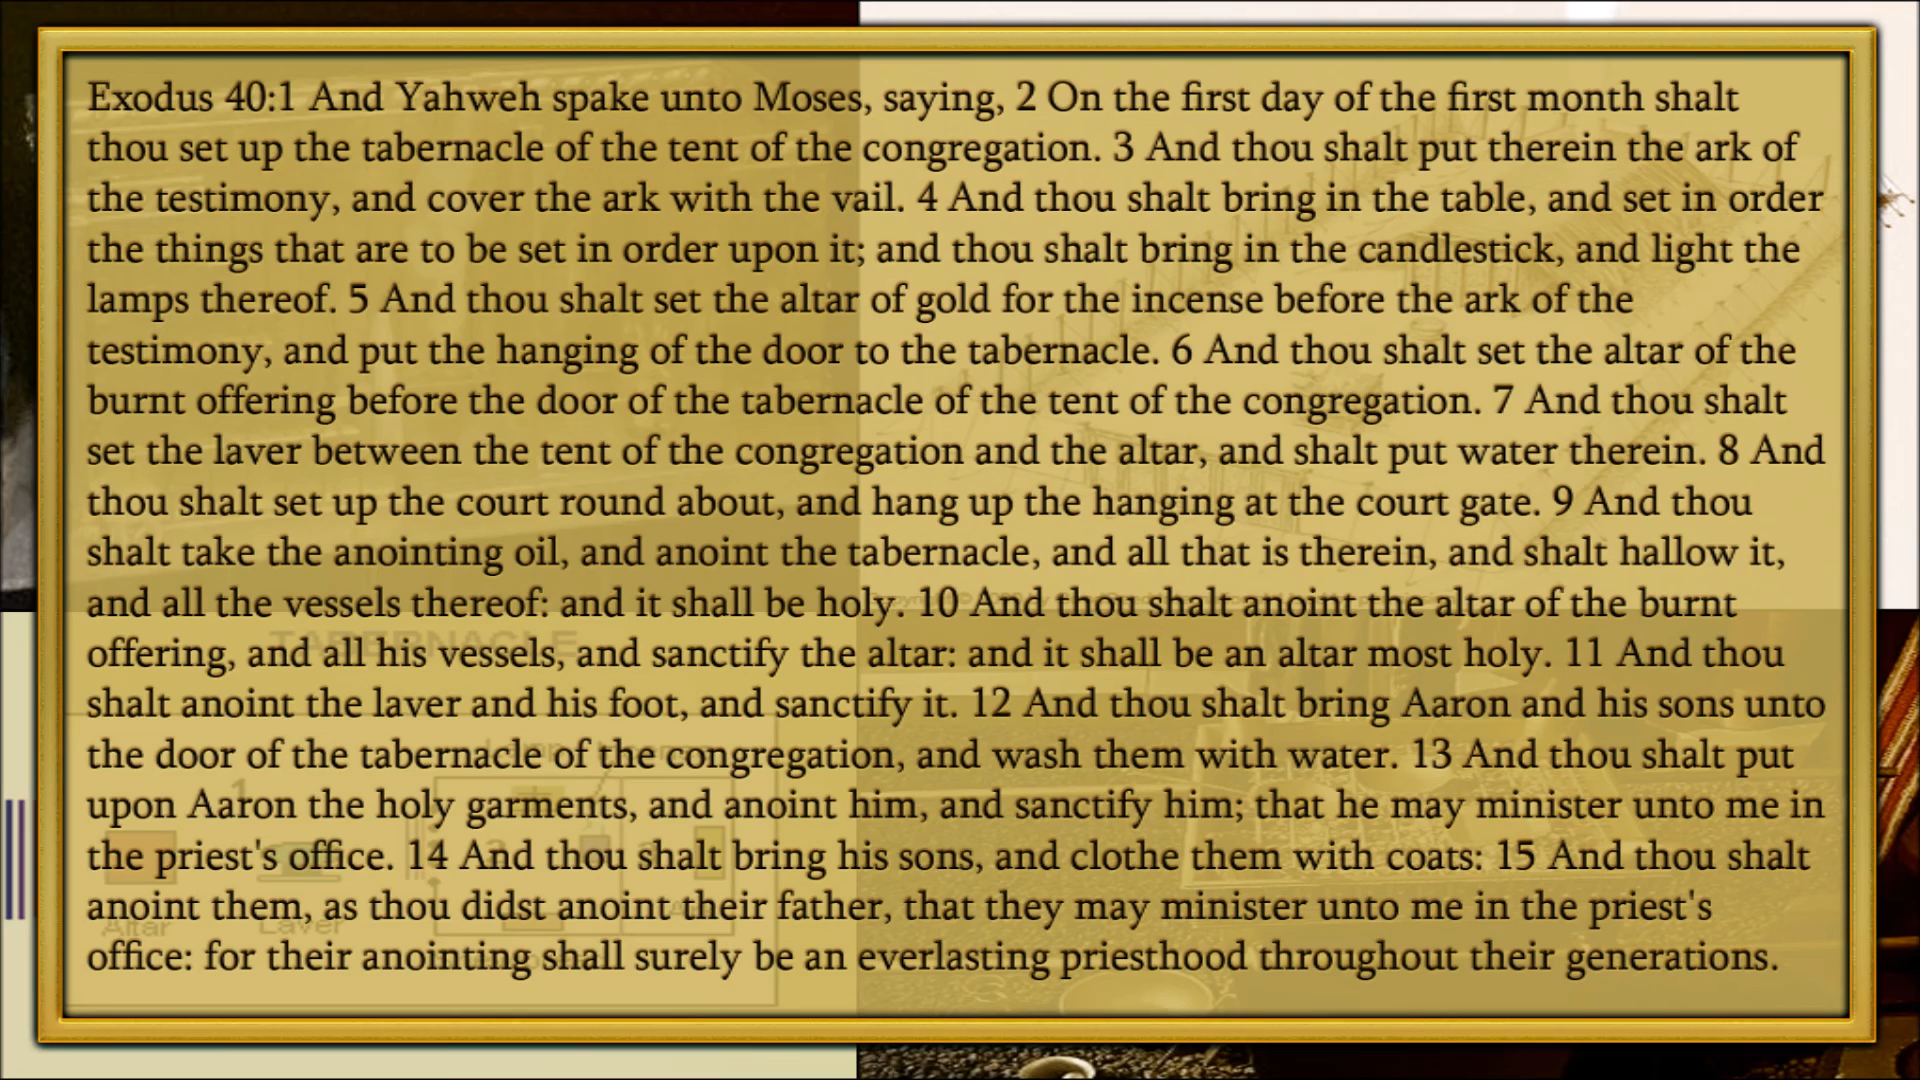 Exodus 40:1 And Yahweh spake unto Moses, saying, 2 On the first day of the first month shalt
thou set up the tabernacle of the tent of the congregation. 3 And thou shalt put therein the ark of
the testimony, and cover the ark with the vail. 4 And thou shalt bring in the table, and set in order
the things that are to be set in order upon it; and thou shalt bring in the candlestick, and light the
lamps thereof. 5 And thou shalt set the altar of gold for the incense before the ark of the
testimony, and put the hanging of the door to the tabernacle. 6 And thou shalt set the altar of the
burnt offering before the door of the tabernacle of the tent of the congregation. 7 And thou shalt
set the laver between the tent of the congregation and the altar, and shalt put water therein. 8 And
thou shalt set up the court round about, and hang up the hanging at the court gate. 9 And thou
shalt take the anointing oil, and anoint the tabernacle, and all that is therein, and shalt hallow it,
and all the vessels thereof: and it shall be holy. 10 And thou shalt anoint the altar of the burnt
offering, and all his vessels, and sanctify the altar: and it shall be an altar most holy. 11 And thou
shalt anoint the laver and his foot, and sanctify it. 12 And thou shalt bring Aaron and his sons unto
the door of the tabernacle of the congregation, and wash them with water. 13 And thou shalt put
upon Aaron the holy garments, and anoint him, and sanctify him; that he may minister unto me in
the priest's office. 14 And thou shalt bring his sons, and clothe them with coats: 15 And thou shalt
anoint them, as thou didst anoint their father, that they may minister unto me in the priest's
office: for their anointing shall surely be an everlasting priesthood throughout their generations.
TABERNACLE
1
Altar
Laver